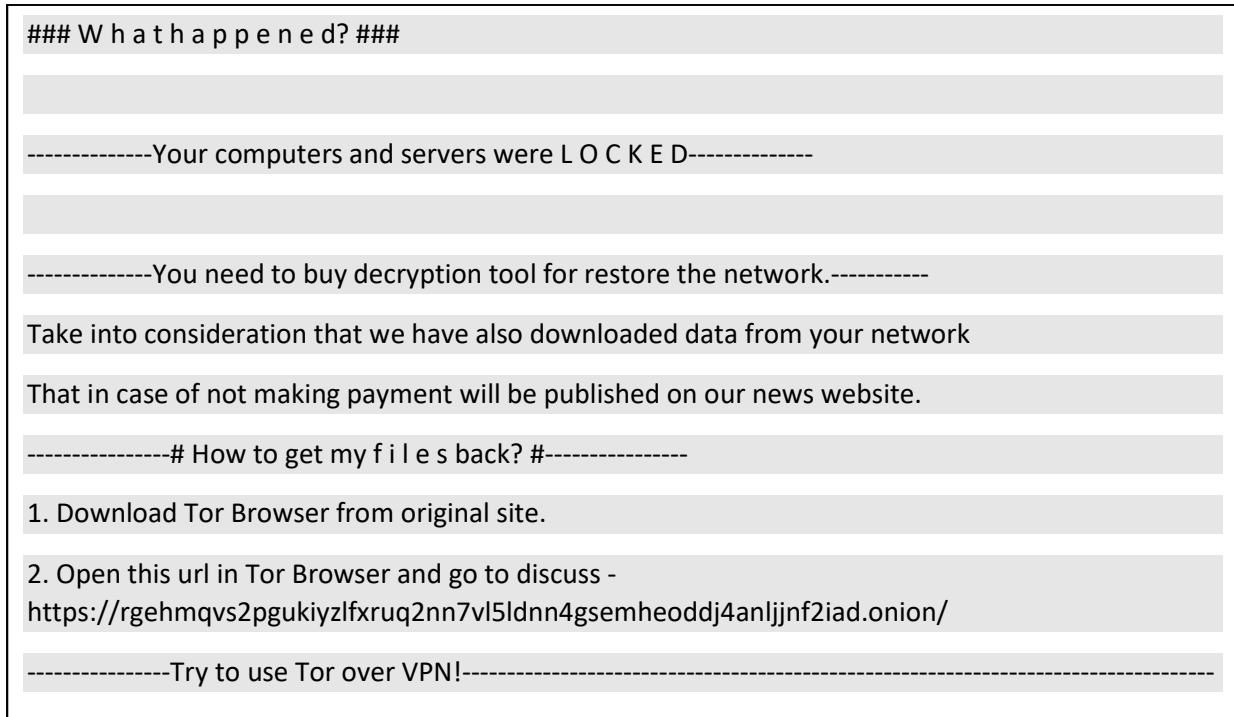 ### W h a t h a p p e n e d? ###
--------------Your computers and servers were L O C K E D--------------
--------------You need to buy decryption tool for restore the network.-----------
Take into consideration that we have also downloaded data from your network
That in case of not making payment will be published on our news website.
----------------# How to get my f i l e s back? #----------------
1. Download Tor Browser from original site.
2. Open this url in Tor Browser and go to discuss -
https://rgehmqvs2pgukiyzlfxruq2nn7vl5ldnn4gsemheoddj4anljjnf2iad.onion/
----------------Try to use Tor over VPN!------------------------------------------------------------------------------------